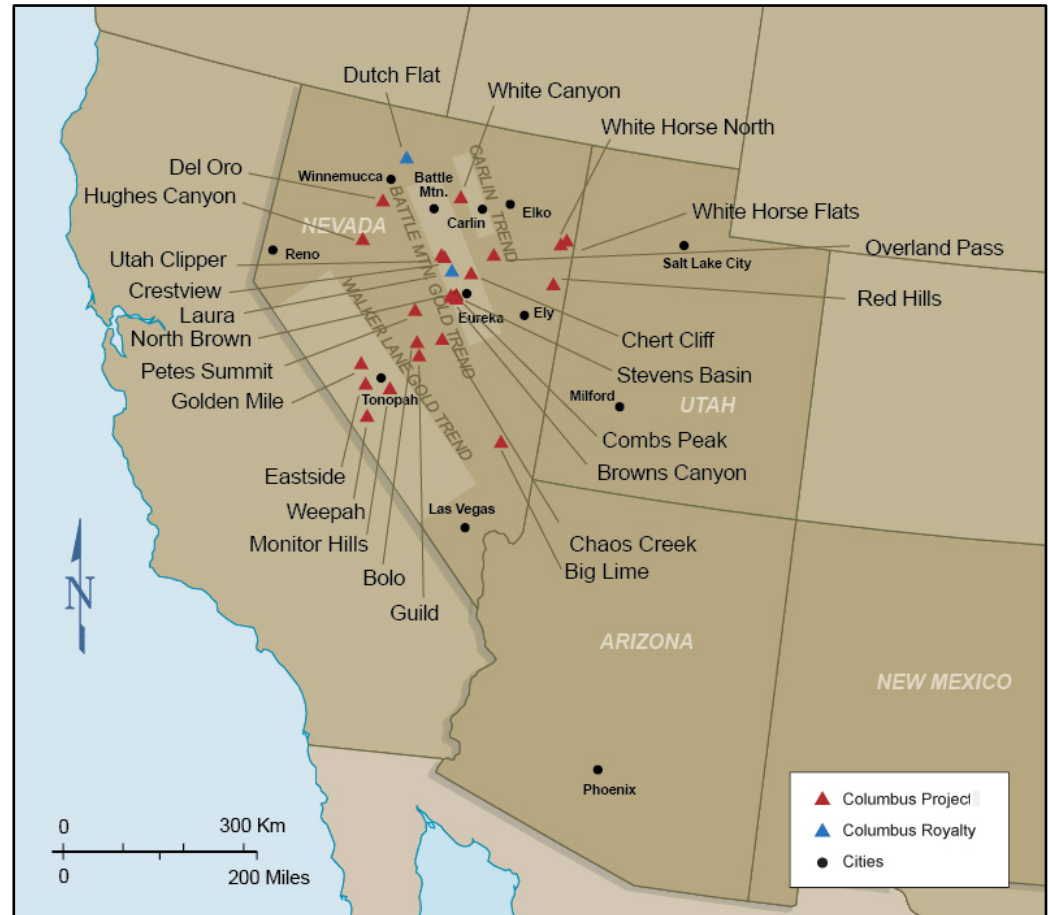 Dutch Flat
White Canyon
White Horse North
Del Oro
Winnemucca
Battle
Mtn.
CARLIN TREND
Hughes Canyon
Carlin
Elko
White Horse Flats
NEVADA
BATTLE MTN. GOLD TREND
Reno
Overland Pass
Utah Clipper
Salt Lake City
Crestview
Red Hills
Laura
WALKER LANE GOLD TREND
Eureka
Ely
North Brown
Chert Cliff
Petes Summit
Stevens Basin
Golden Mile
Tonopah
Milford
UTAH
Combs Peak
Eastside
Browns Canyon
Weepah
Las Vegas
Monitor Hills
Chaos Creek
Bolo
Big Lime
N
Guild
ARIZONA
NEW MEXICO
Phoenix
Columbus Project
Columbus Royalty
Cities
0 300 Km
0 200 Miles